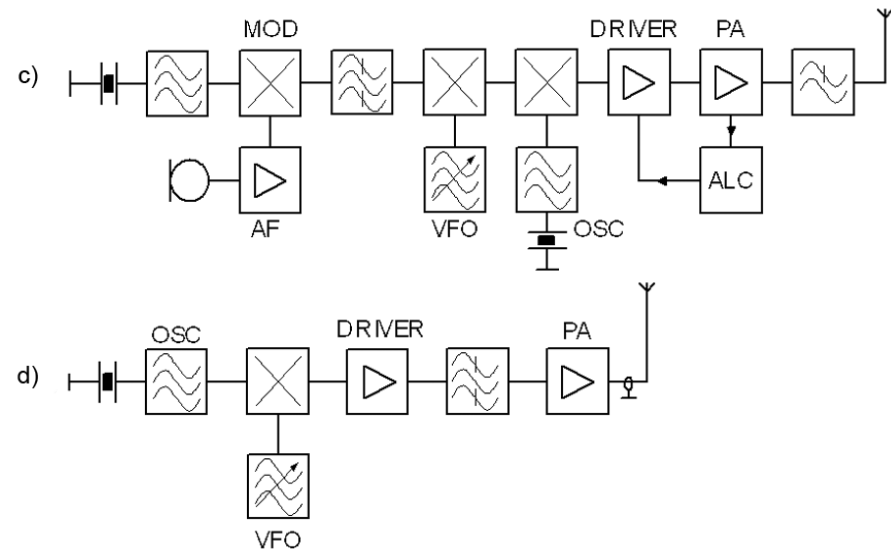 MOD DRIVER PA
c)
ALC
AF VFO OSC
OSC DRIVER PA
d)
VFO